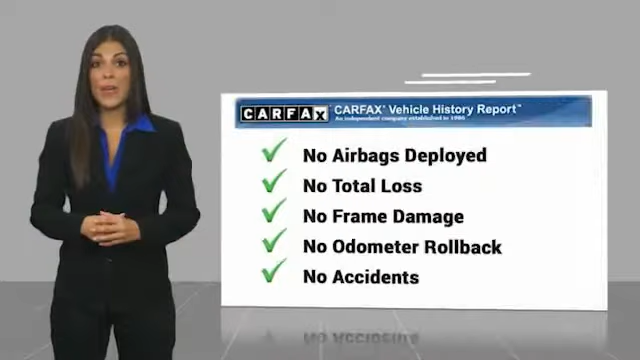 CARFAX CARFAX® Vehicle History Report™
An independent company established in 1986
No Airbags Deployed
No Total Loss
No Frame Damage
No Odometer Rollback
No Accidents